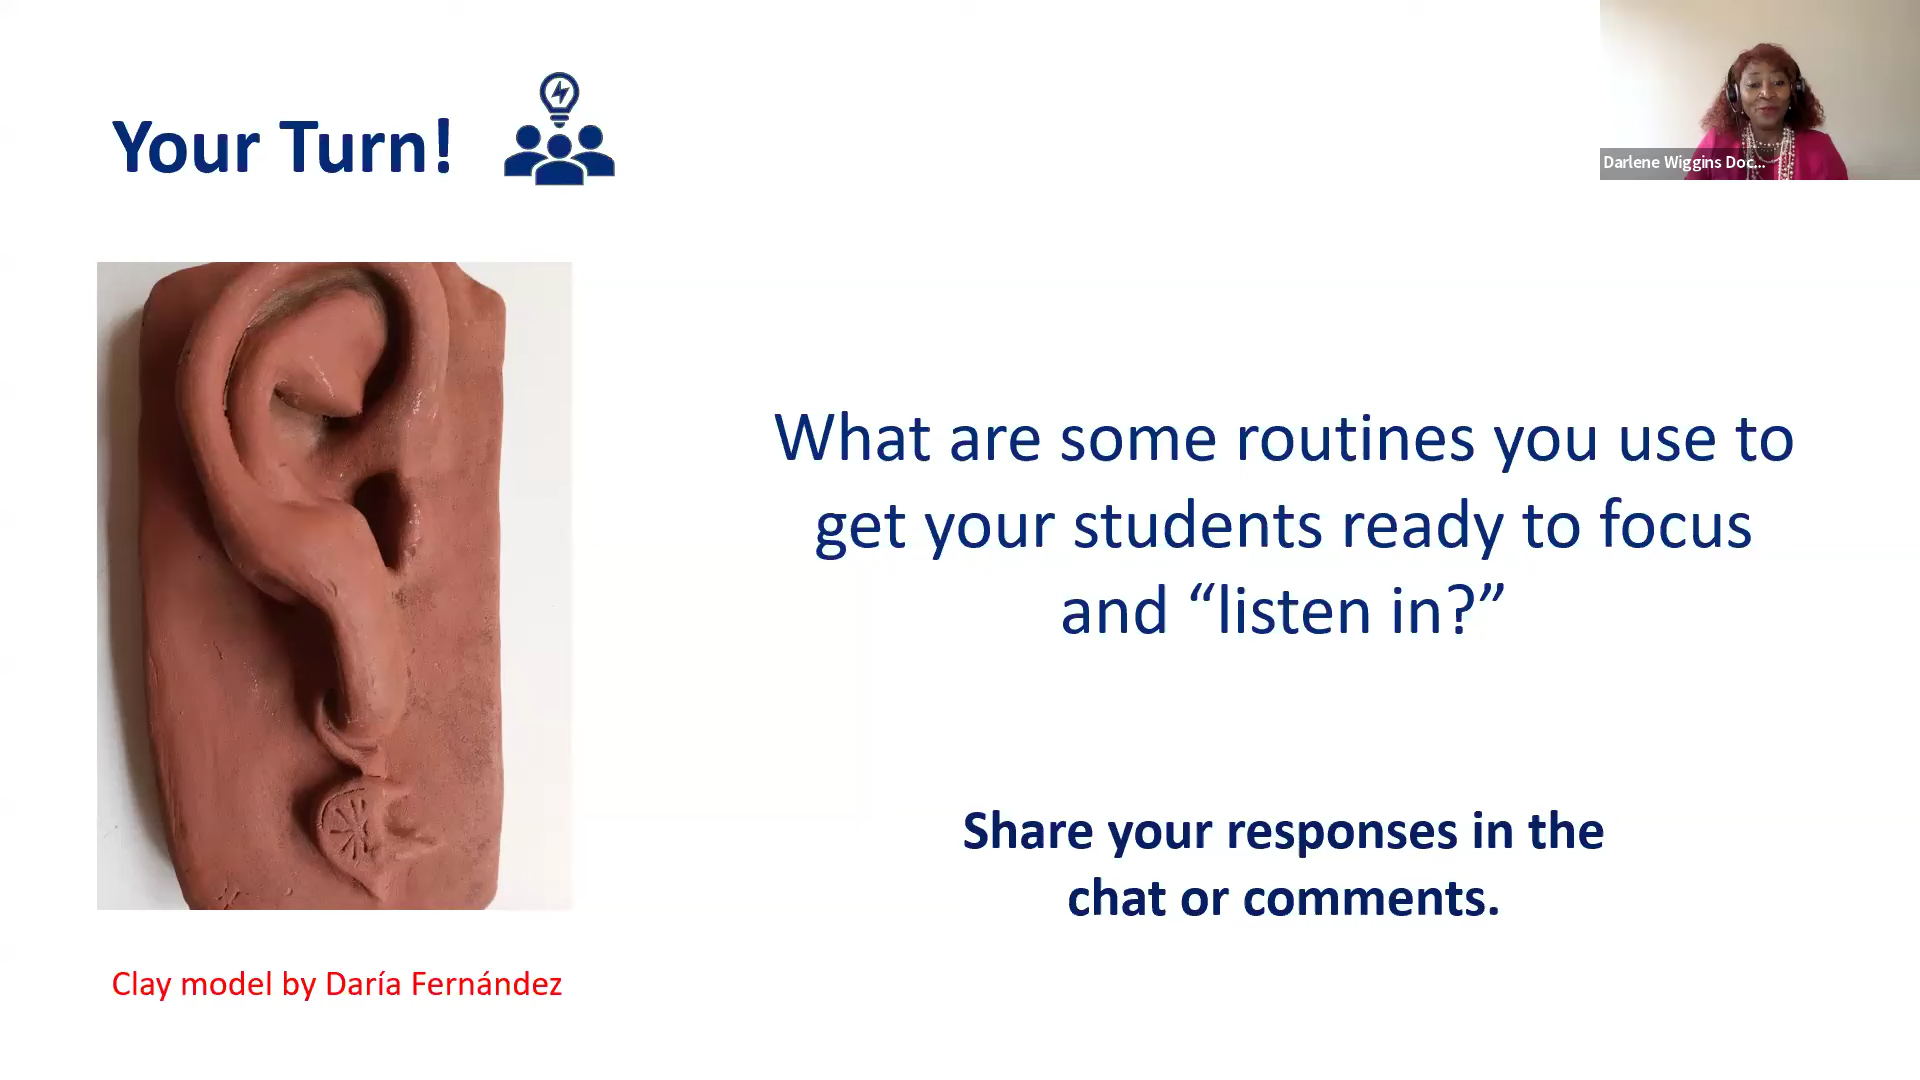 Your Turn!
Darlene Wiggins Doc...
What are some routines you use to
get your students ready to focus
and “listen in?”
Share your responses in the
chat or comments.
Clay model by Daría Fernández